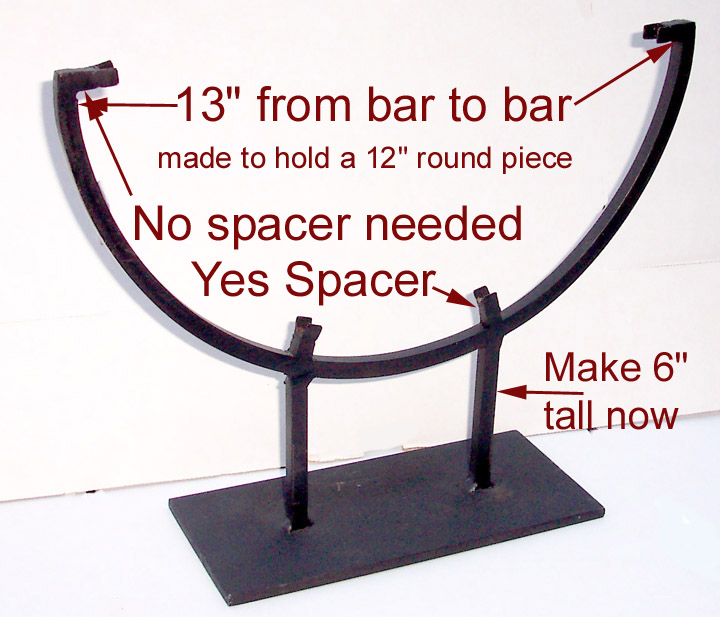 13" from bar to bar
made to hold a 12" round piece
No spacer needed
Yes Spacer
Make 6"
tall now